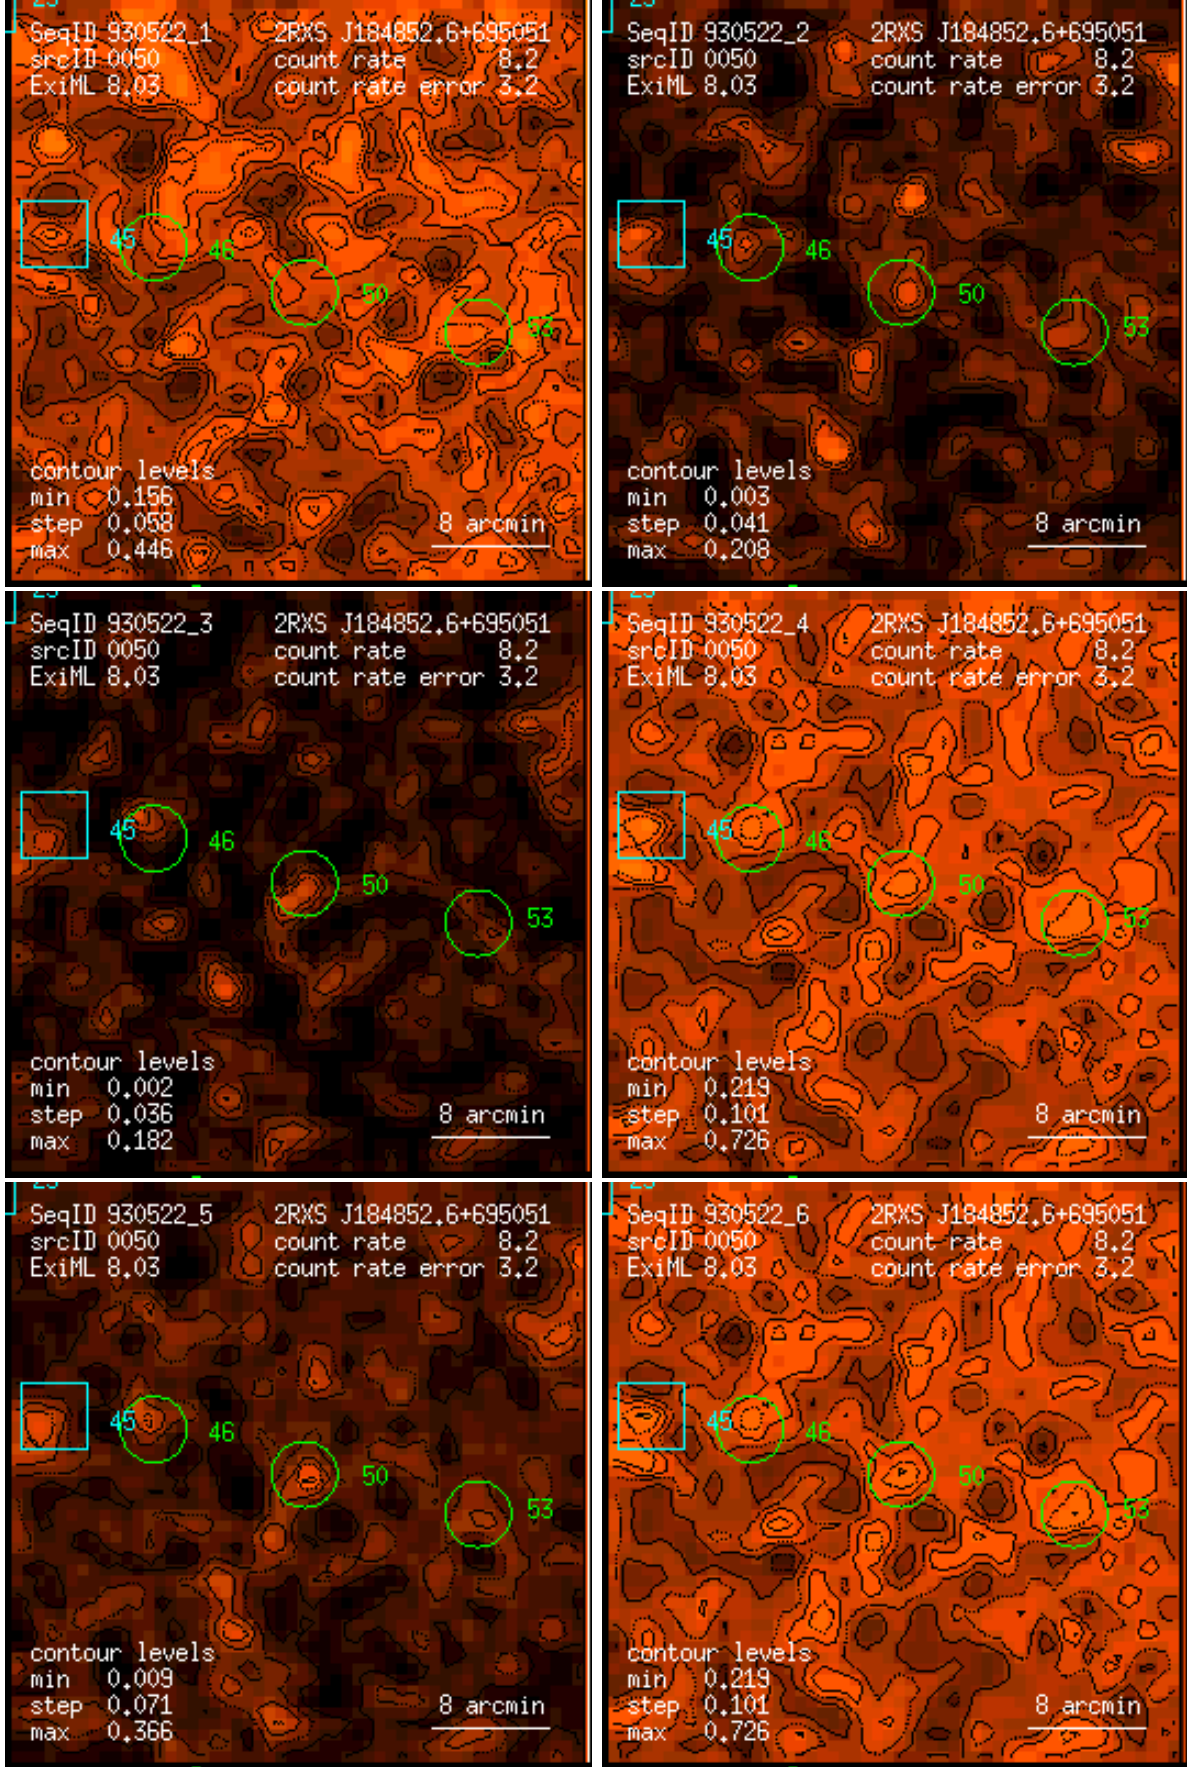 SeqID 930522_1 2RXS J184852.6+695051
srcID 0050 count rate 8.2
ExiML 8.03 count rate error 3.2
45 46
50
53
contour levels
min 0.156
step 0.058 8 arcmin
max 0.446
SeqID 930522_2 2RXS J184852.6+695051
srcID 0050 count rate 8.2
ExiML 8.03 count rate error 3.2
45 46
50
53
contour levels
min 0.003
step 0.041 8 arcmin
max 0.208
SeqID 930522_3 2RXS J184852.6+695051
srcID 0050 count rate 8.2
ExiML 8.03 count rate error 3.2
45 46
50
53
contour levels
min 0.002
step 0.036 8 arcmin
max 0.182
SeqID 930522_4 2RXS J184852.6+695051
srcID 0050 count rate 8.2
ExiML 8.03 count rate error 3.2
45 46
50
53
contour levels
min 0.219
step 0.101 8 arcmin
max 0.726
SeqID 930522_5 2RXS J184852.6+695051
srcID 0050 count rate 8.2
ExiML 8.03 count rate error 3.2
45 46
50
53
contour levels
min 0.009
step 0.071 8 arcmin
max 0.366
SeqID 930522_6 2RXS J184852.6+695051
srcID 0050 count rate 8.2
ExiML 8.03 count rate error 3.2
45 46
50
53
contour levels
min 0.219
step 0.101 8 arcmin
max 0.726